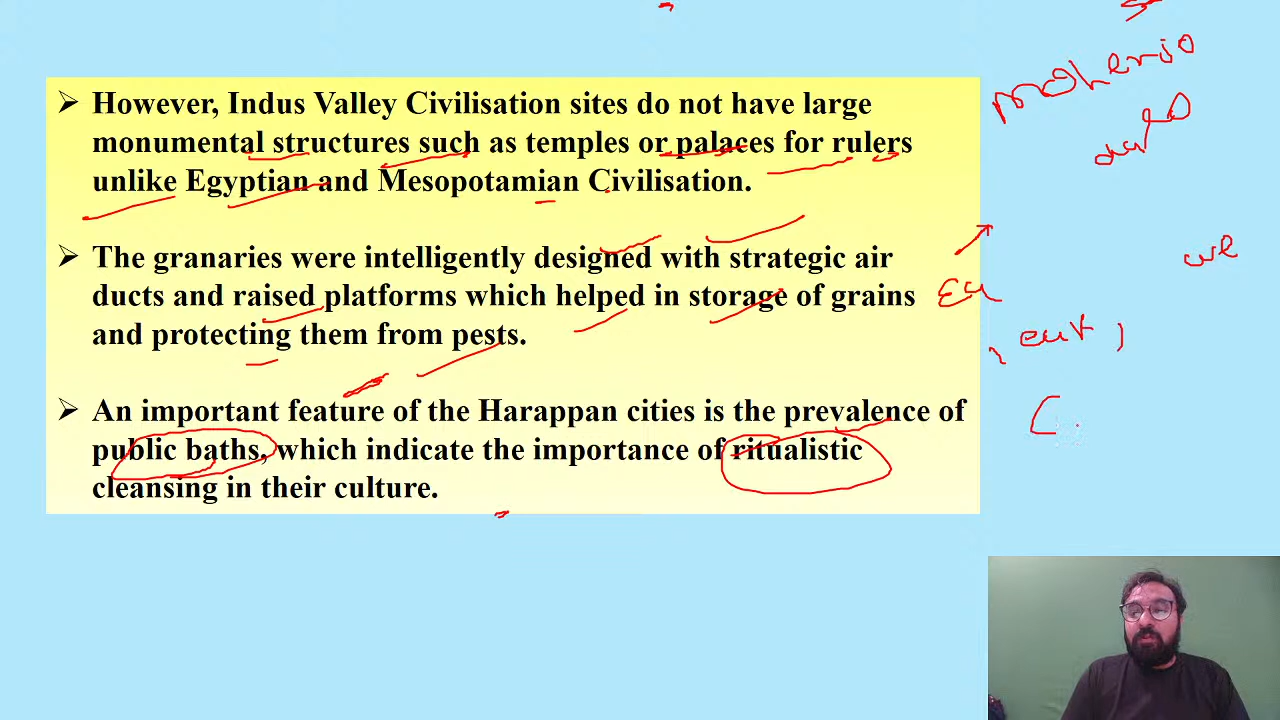 However, Indus Valley Civilisation sites do not have large
monumental structures such as temples or palaces for rulers
unlike Egyptian and Mesopotamian Civilisation.
The granaries were intelligently designed with strategic air
ducts and raised platforms which helped in storage of grains
and protecting them from pests.
An important feature of the Harappan cities is the prevalence of
public baths, which indicate the importance of ritualistic
cleansing in their culture.